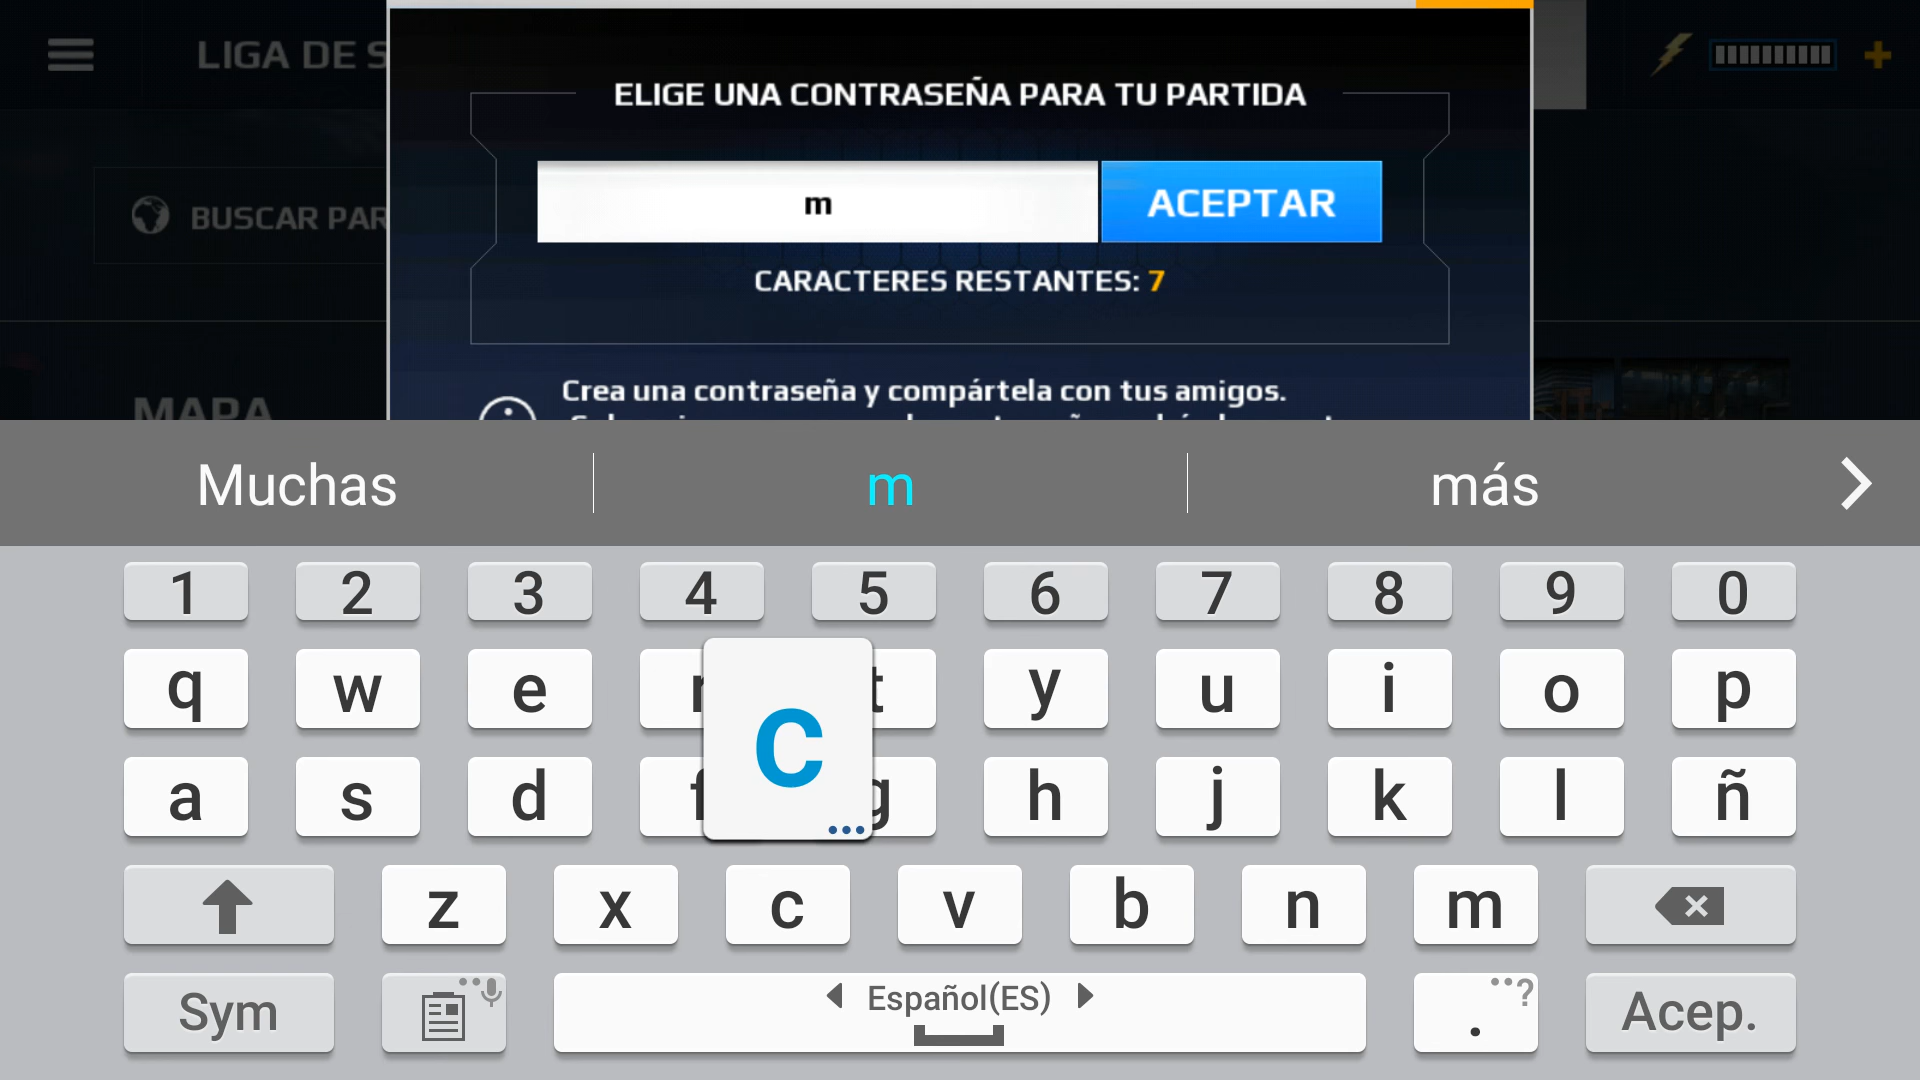 LIGA DE S
ELIGE UNA CONTRASEÑA PARA TU PARTIDA
m
ACEPTAR
BUSCAR PAR
CARACTERES RESTANTES: 7
Crea una contraseña y compártela con tus amigos.
MAPA
Muchas
m
más
1 2 3 4 5 6 7 8 9 0
q w e r t y u i o p
C
a s d f g h j k l ñ
z x c v b n m
Sym
Español(ES)
. ?
Acep.